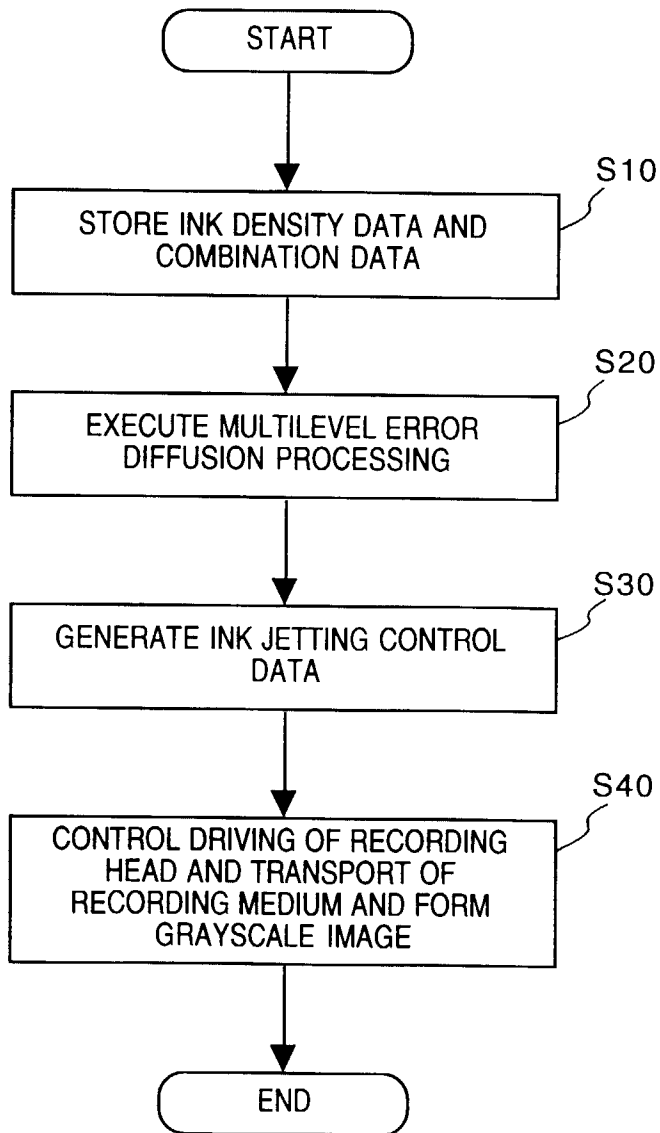 START
S10
STORE INK DENSITY DATA AND
COMBINATION DATA
S20
EXECUTE MULTILEVEL ERROR
DIFFUSION PROCESSING
S30
GENERATE INK JETTING CONTROL
DATA
S40
CONTROL DRIVING OF RECORDING
HEAD AND TRANSPORT OF
RECORDING MEDIUM AND FORM
GRAYSCALE IMAGE
END